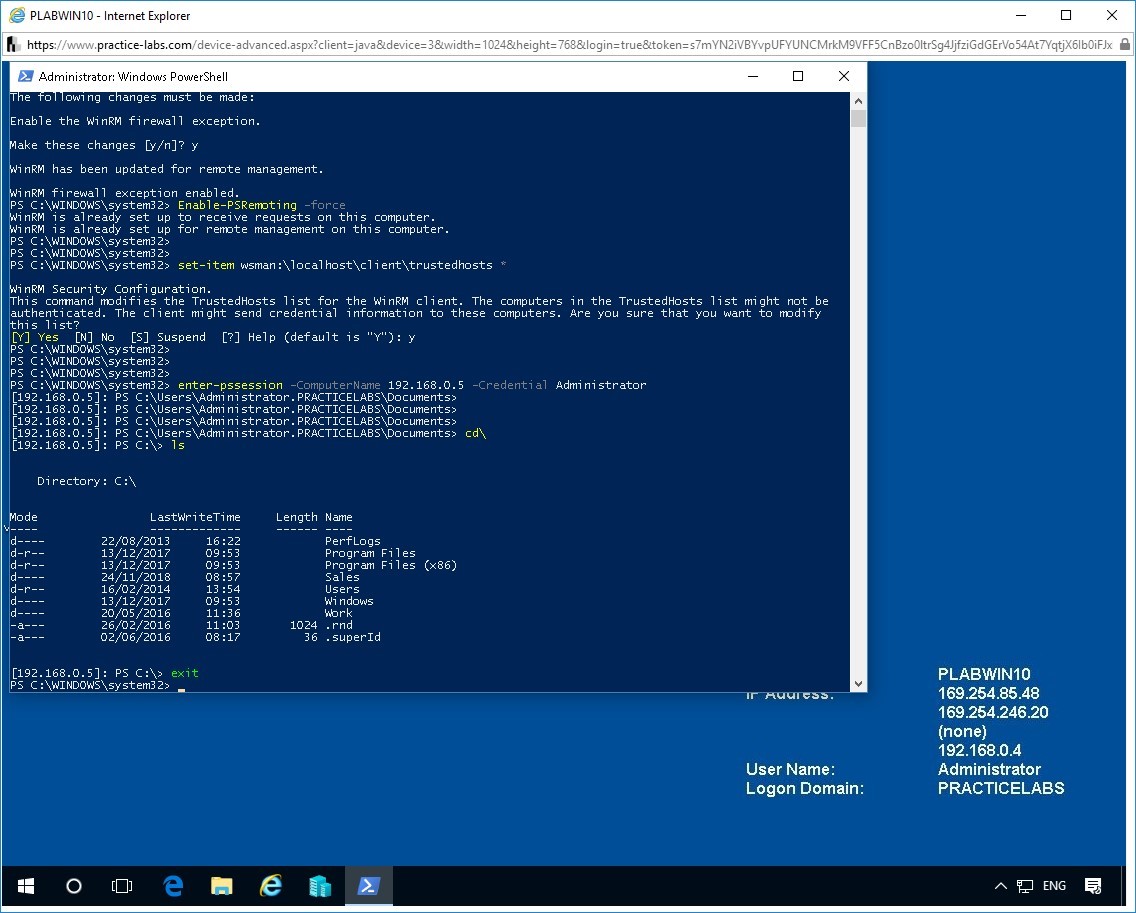 PLABWIN10 - Internet Explorer
https://www.practice-labs.com/device-advanced.aspx?client=java&device=3&width=1024&height=768&login=true&token=s7mYN2iVBYvpUFYUNCMrkM9VFF5CnBzo0ItrSg4JjfziGdGErVo54At7YqtjX6Ib0iFJx
Administrator: Windows PowerShell
The following changes must be made:
Enable the WinRM firewall exception.
Make these changes [y/n]? y
WinRM has been updated for remote management.
WinRM firewall exception enabled.
PS C:\WINDOWS\system32> Enable-PSRemoting -force
WinRM is already set up to receive requests on this computer.
WinRM is already set up for remote management on this computer.
PS C:\WINDOWS\system32>
PS C:\WINDOWS\system32>
PS C:\WINDOWS\system32> set-item wsman:\localhost\client\trustedhosts *
WinRM Security Configuration.
This command modifies the TrustedHosts list for the WinRM client. The computers in the TrustedHosts list might not be
authenticated. The client might send credential information to these computers. Are you sure that you want to modify
this list?
[Y] Yes  [N] No  [S] Suspend  [?] Help (default is "Y"): y
PS C:\WINDOWS\system32>
PS C:\WINDOWS\system32>
PS C:\WINDOWS\system32>
PS C:\WINDOWS\system32> enter-pssession -ComputerName 192.168.0.5 -Credential Administrator
[192.168.0.5]: PS C:\Users\Administrator.PRACTICELABS\Documents>
[192.168.0.5]: PS C:\Users\Administrator.PRACTICELABS\Documents>
[192.168.0.5]: PS C:\Users\Administrator.PRACTICELABS\Documents>
[192.168.0.5]: PS C:\Users\Administrator.PRACTICELABS\Documents> cd\
[192.168.0.5]: PS C:\> ls
Directory: C:\
Mode LastWriteTime Length Name
---- ------------- ------ ----
d---- 22/08/2013 16:22 PerfLogs
d-r-- 13/12/2017 09:53 Program Files
d-r-- 13/12/2017 09:53 Program Files (x86)
d---- 24/11/2018 08:57 Sales
d-r-- 16/02/2014 13:54 Users
d---- 13/12/2017 09:53 Windows
d---- 20/05/2016 11:36 Work
-a--- 26/02/2016 11:03 1024 .rnd
-a--- 02/06/2016 08:17 36 .superId
[192.168.0.5]: PS C:\> exit
PS C:\WINDOWS\system32>
PLABWIN10
IP Address: 169.254.85.48
169.254.246.20
(none)
192.168.0.4
User Name: Administrator
Logon Domain: PRACTICELABS
ENG